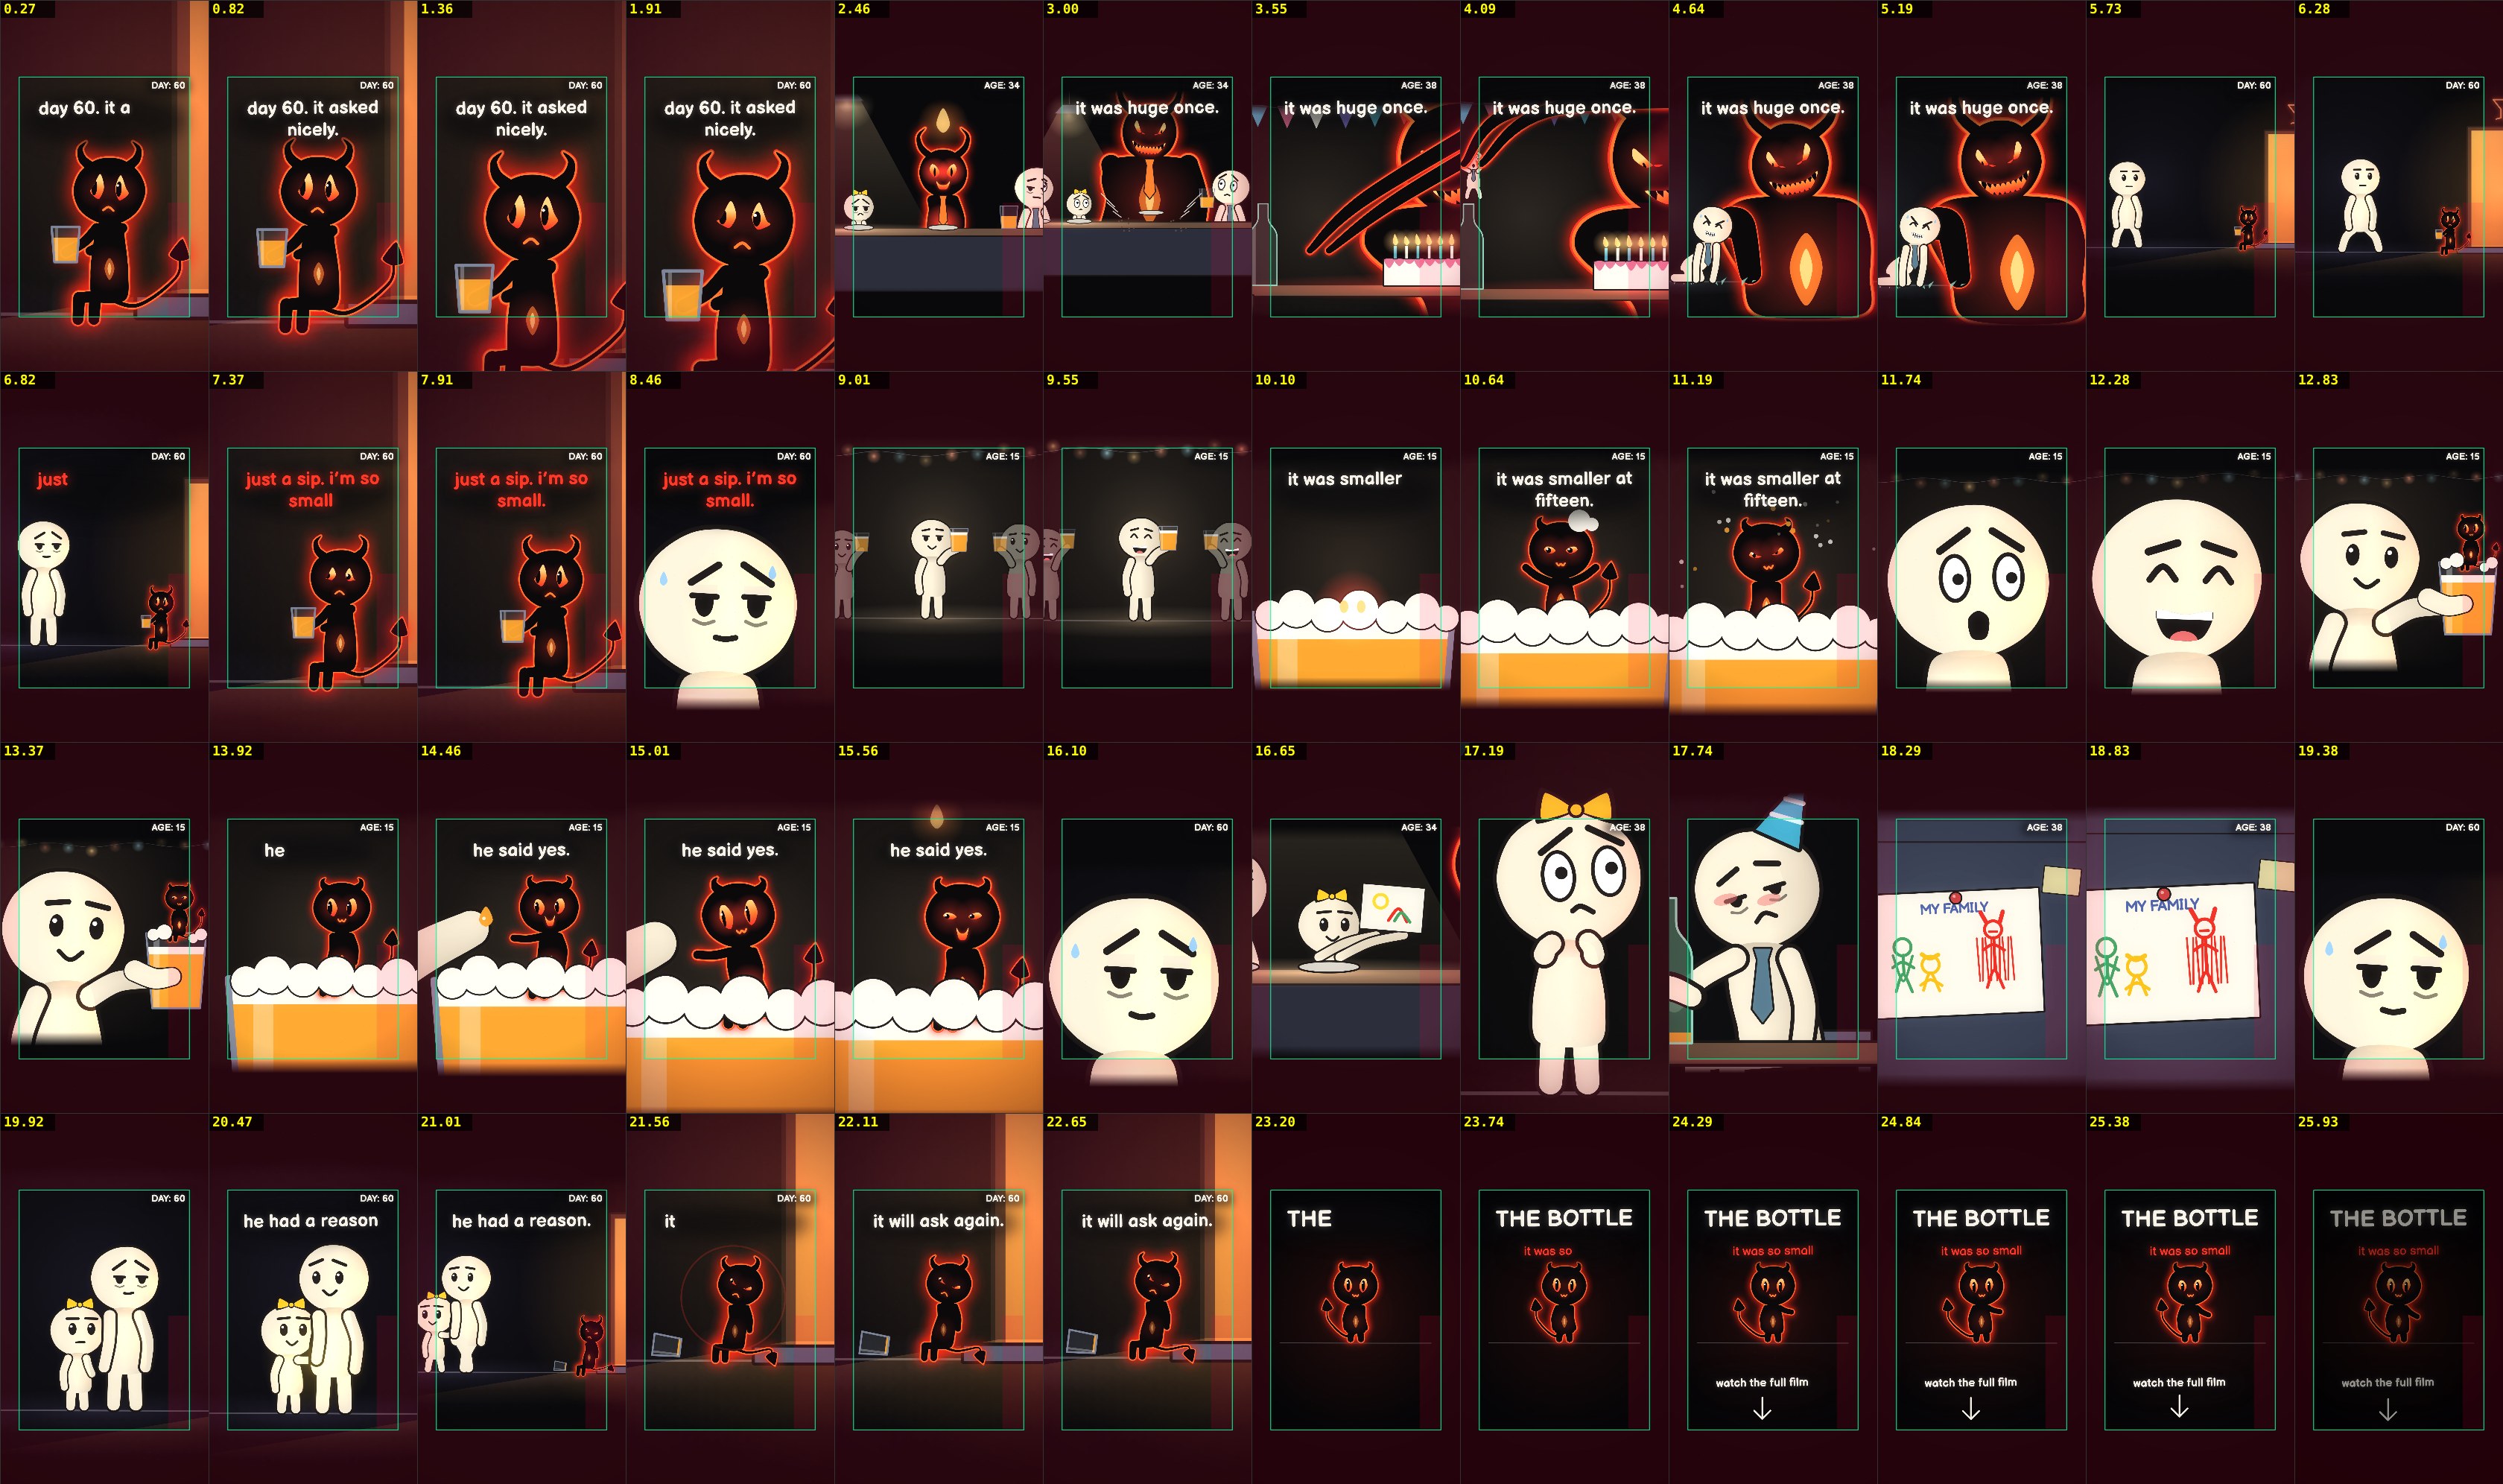 0.27
DAY: 60
day 60. it a
0.82
DAY: 60
day 60. it asked
nicely.
1.36
DAY: 60
day 60. it asked
nicely.
1.91
DAY: 60
day 60. it asked
nicely.
2.46
AGE: 34
3.00
AGE: 34
it was huge once.
3.55
AGE: 38
it was huge once.
4.09
AGE: 38
it was huge once.
4.64
AGE: 38
it was huge once.
5.19
AGE: 38
it was huge once.
5.73
DAY: 60
6.28
DAY: 60
6.82
DAY: 60
just
7.37
DAY: 60
just a sip. i'm so
small
7.91
DAY: 60
just a sip. i'm so
small.
8.46
DAY: 60
just a sip. i'm so
small.
9.01
AGE: 15
9.55
AGE: 15
10.10
AGE: 15
it was smaller
10.64
AGE: 15
it was smaller at
fifteen.
11.19
AGE: 15
it was smaller at
fifteen.
11.74
AGE: 15
12.28
AGE: 15
12.83
AGE: 15
13.37
AGE: 15
13.92
AGE: 15
he
14.46
AGE: 15
he said yes.
15.01
AGE: 15
he said yes.
15.56
AGE: 15
he said yes.
16.10
DAY: 60
16.65
AGE: 34
17.19
AGE: 38
17.74
18.29
AGE: 38
MY FAMILY
18.83
AGE: 38
MY FAMILY
19.38
DAY: 60
19.92
DAY: 60
20.47
DAY: 60
he had a reason
21.01
DAY: 60
he had a reason.
21.56
DAY: 60
it
22.11
DAY: 60
it will ask again.
22.65
DAY: 60
it will ask again.
23.20
THE
23.74
THE BOTTLE
it was so
24.29
THE BOTTLE
it was so small
watch the full film
24.84
THE BOTTLE
it was so small
watch the full film
25.38
THE BOTTLE
it was so small
watch the full film
25.93
THE BOTTLE
it was so small
watch the full film